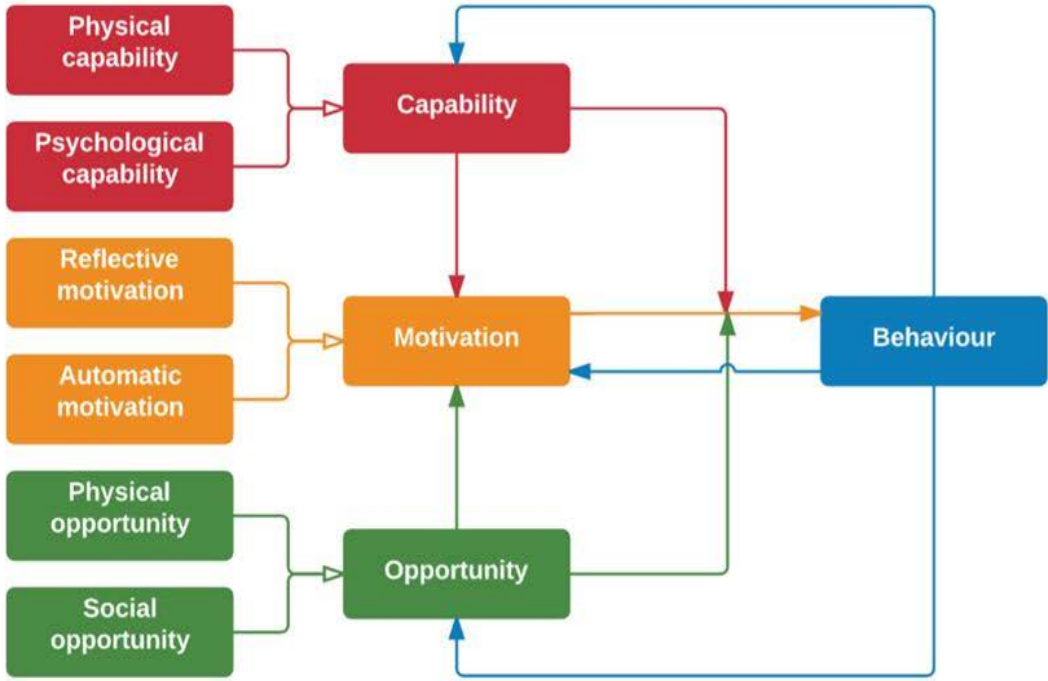 Physical
capability
Psychological
capability
Reflective
motivation
Automatic
motivation
Physical
opportunity
Social
opportunity
Capability
Motivation
Opportunity
Behaviour